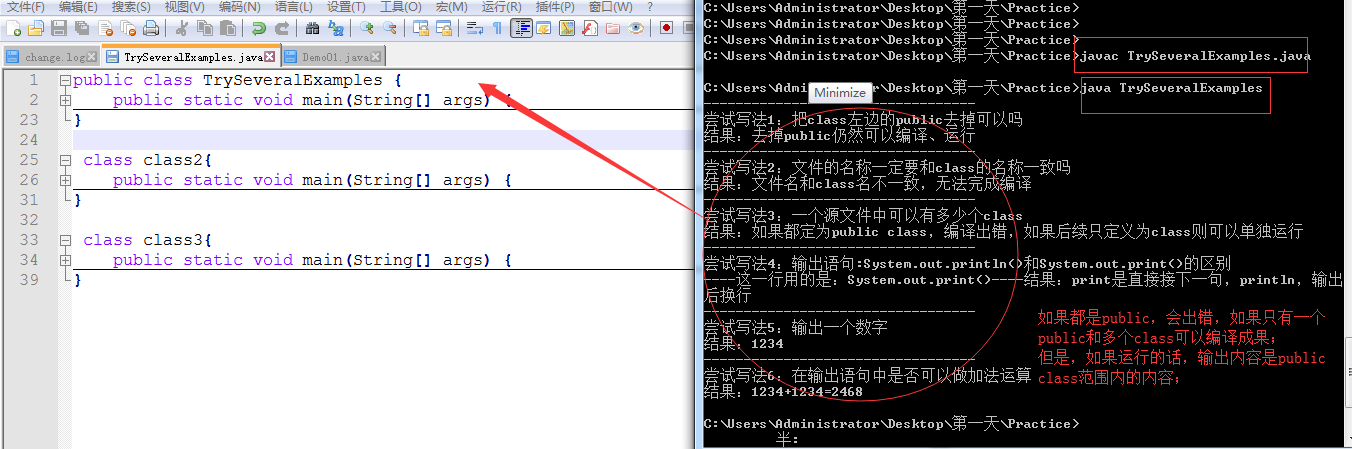 文件(F) 编辑(E) 搜索(S) 视图(V) 编码(N) 语言(L) 设置(T) 工具(O) 宏(M) 运行(R) 插件(P) 窗口(W) ?
change.log TrySeveralExamples.java Demo01.java
1 public class TrySeveralExamples {
2 public static void main(String[] args) {
23 }
24
25 class class2{
26 public static void main(String[] args) {
31 }
32
33 class class3{
34 public static void main(String[] args) {
39 }
C:\Users\Administrator\Desktop\第一天\Practice>
C:\Users\Administrator\Desktop\第一天\Practice>
C:\Users\Administrator\Desktop\第一天\Practice>
C:\Users\Administrator\Desktop\第一天\Practice>javac TrySeveralExamples.java
C:\Users\Administrator\Desktop\第一天\Practice>java TrySeveralExamples
Minimize
----------------------------------
尝试写法1: 把class左边的public去掉可以吗
结果: 去掉public仍然可以编译、运行
----------------------------------
尝试写法2: 文件的名称一定要和class的名称一致吗
结果: 文件名和class名不一致, 无法完成编译
----------------------------------
尝试写法3: 一个源文件中可以有多少个class
结果: 如果都定为public class, 编译出错, 如果后续只定义为class则可以单独运行
----------------------------------
尝试写法4, 输出语句:System.out.println()和System.out.print()的区别
----这一行用的是: System.out.print()----结果: print是直接接下一句, println, 输出
后换行
----------------------------------
尝试写法5: 输出一个数字
结果: 1234
----------------------------------
尝试写法6: 在输出语句中是否可以做加法运算
结果: 1234+1234=2468
如果都是public，会出错，如果只有一个
public和多个class可以编译成果；
但是，如果运行的话，输出内容是public
class范围内的内容；
C:\Users\Administrator\Desktop\第一天\Practice>
半: